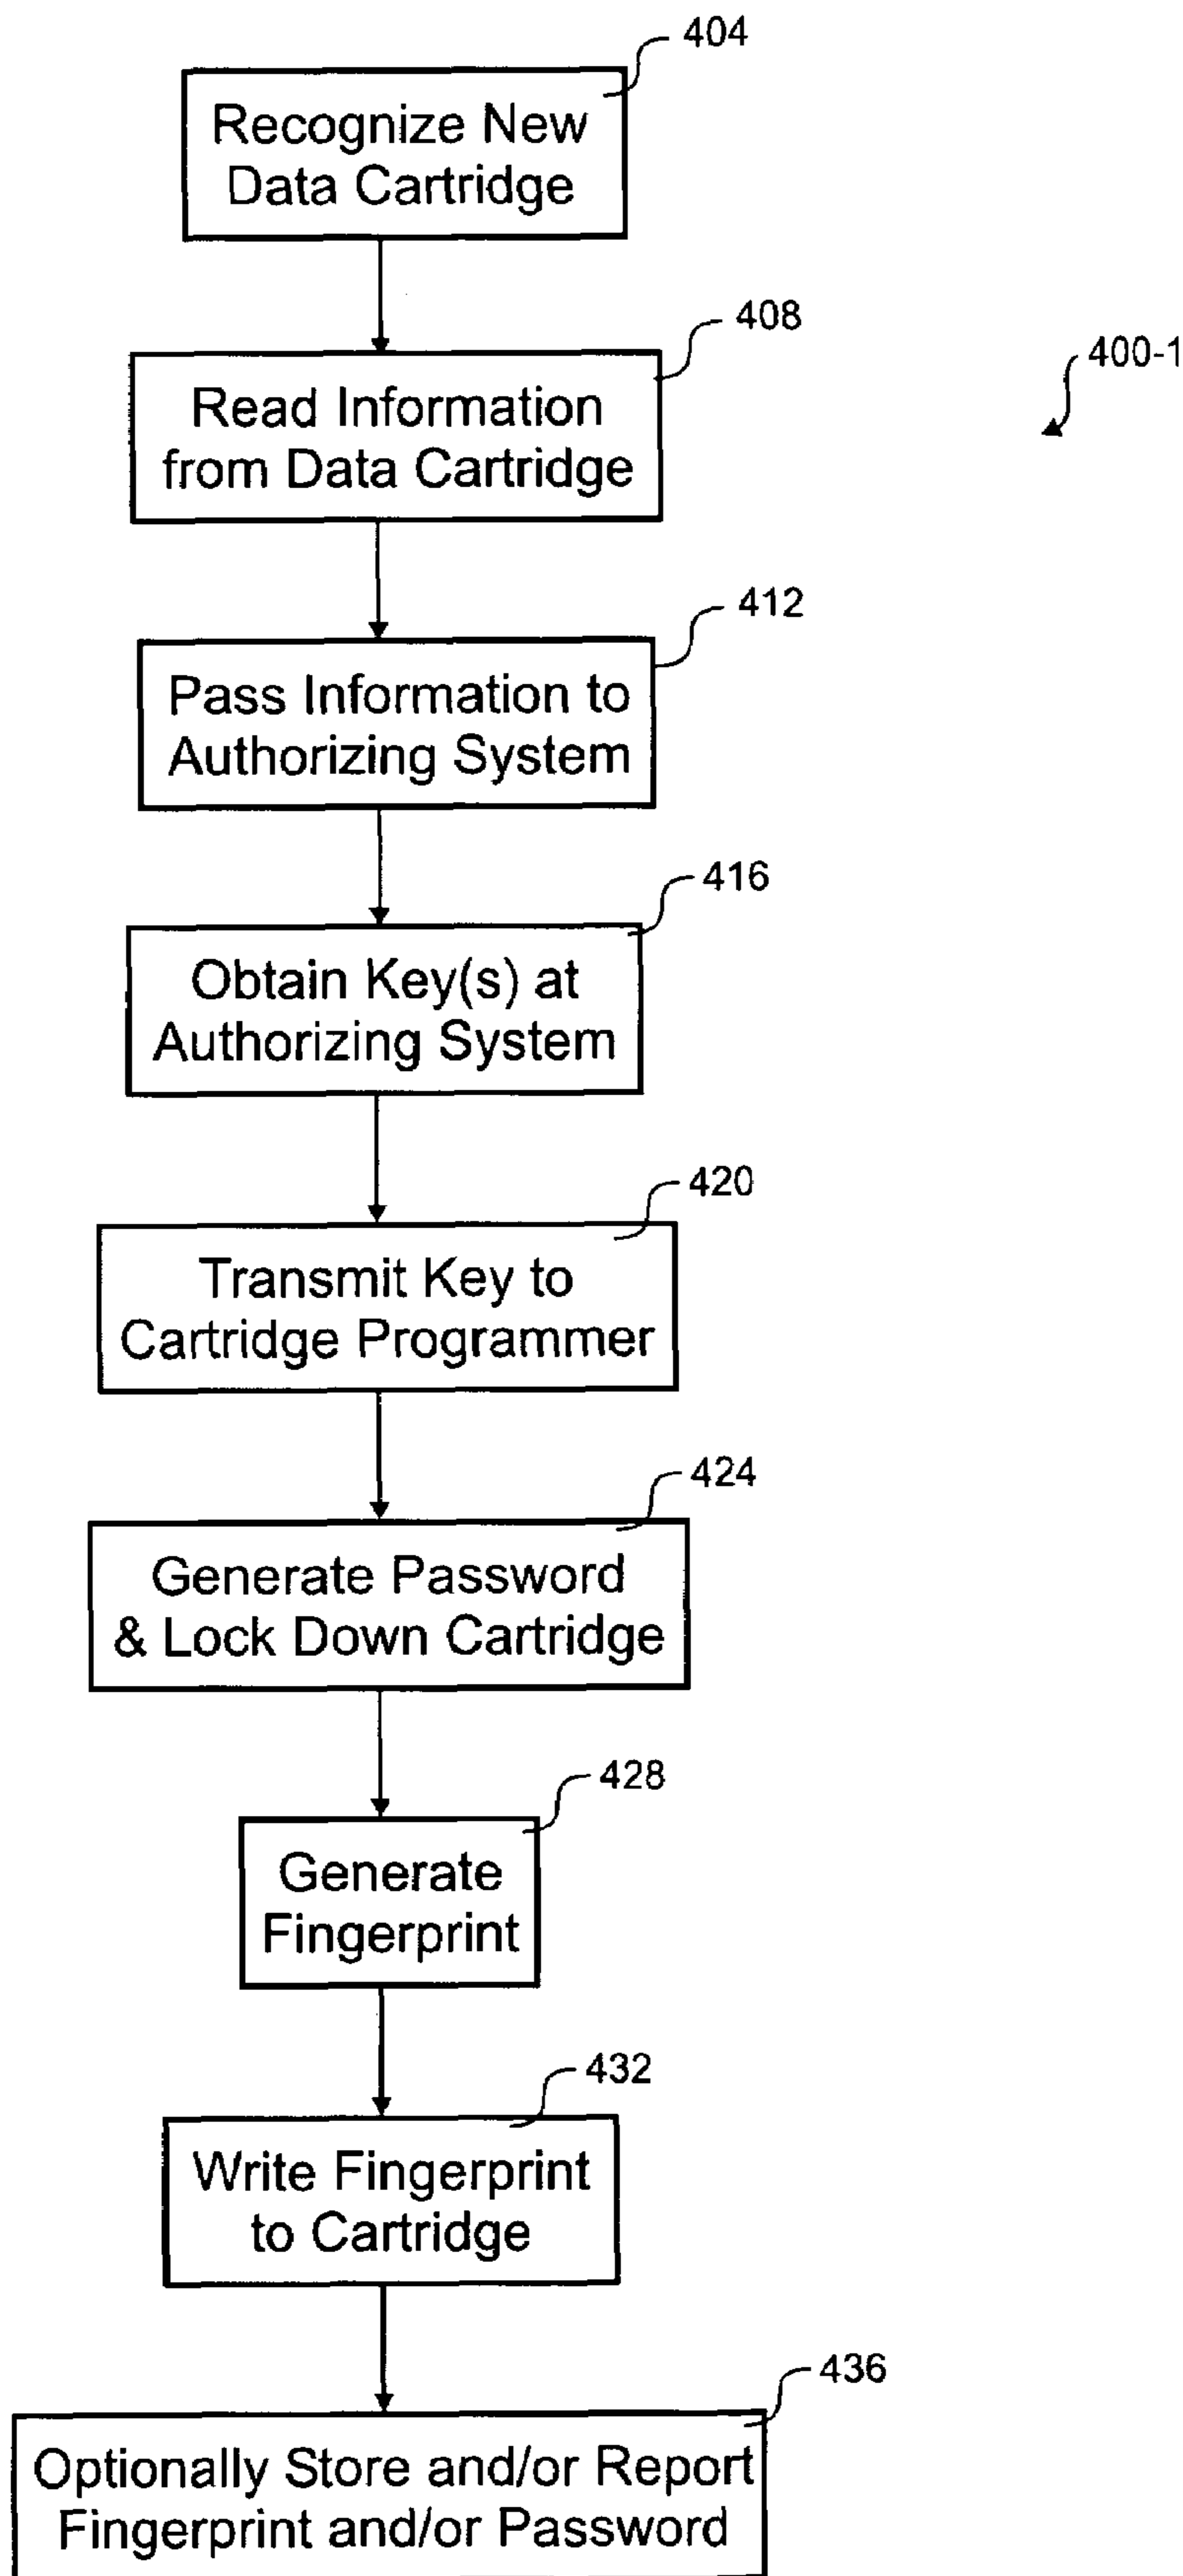 404
Recognize New
Data Cartridge
408
400-1
Read Information
from Data Cartridge
412
Pass Information to
Authorizing System
416
Obtain Key(s) at
Authorizing System
420
Transmit Key to
Cartridge Programmer
424
Generate Password
& Lock Down Cartridge
428
Generate
Fingerprint
432
Write Fingerprint
to Cartridge
436
Optionally Store and/or Report
Fingerprint and/or Password